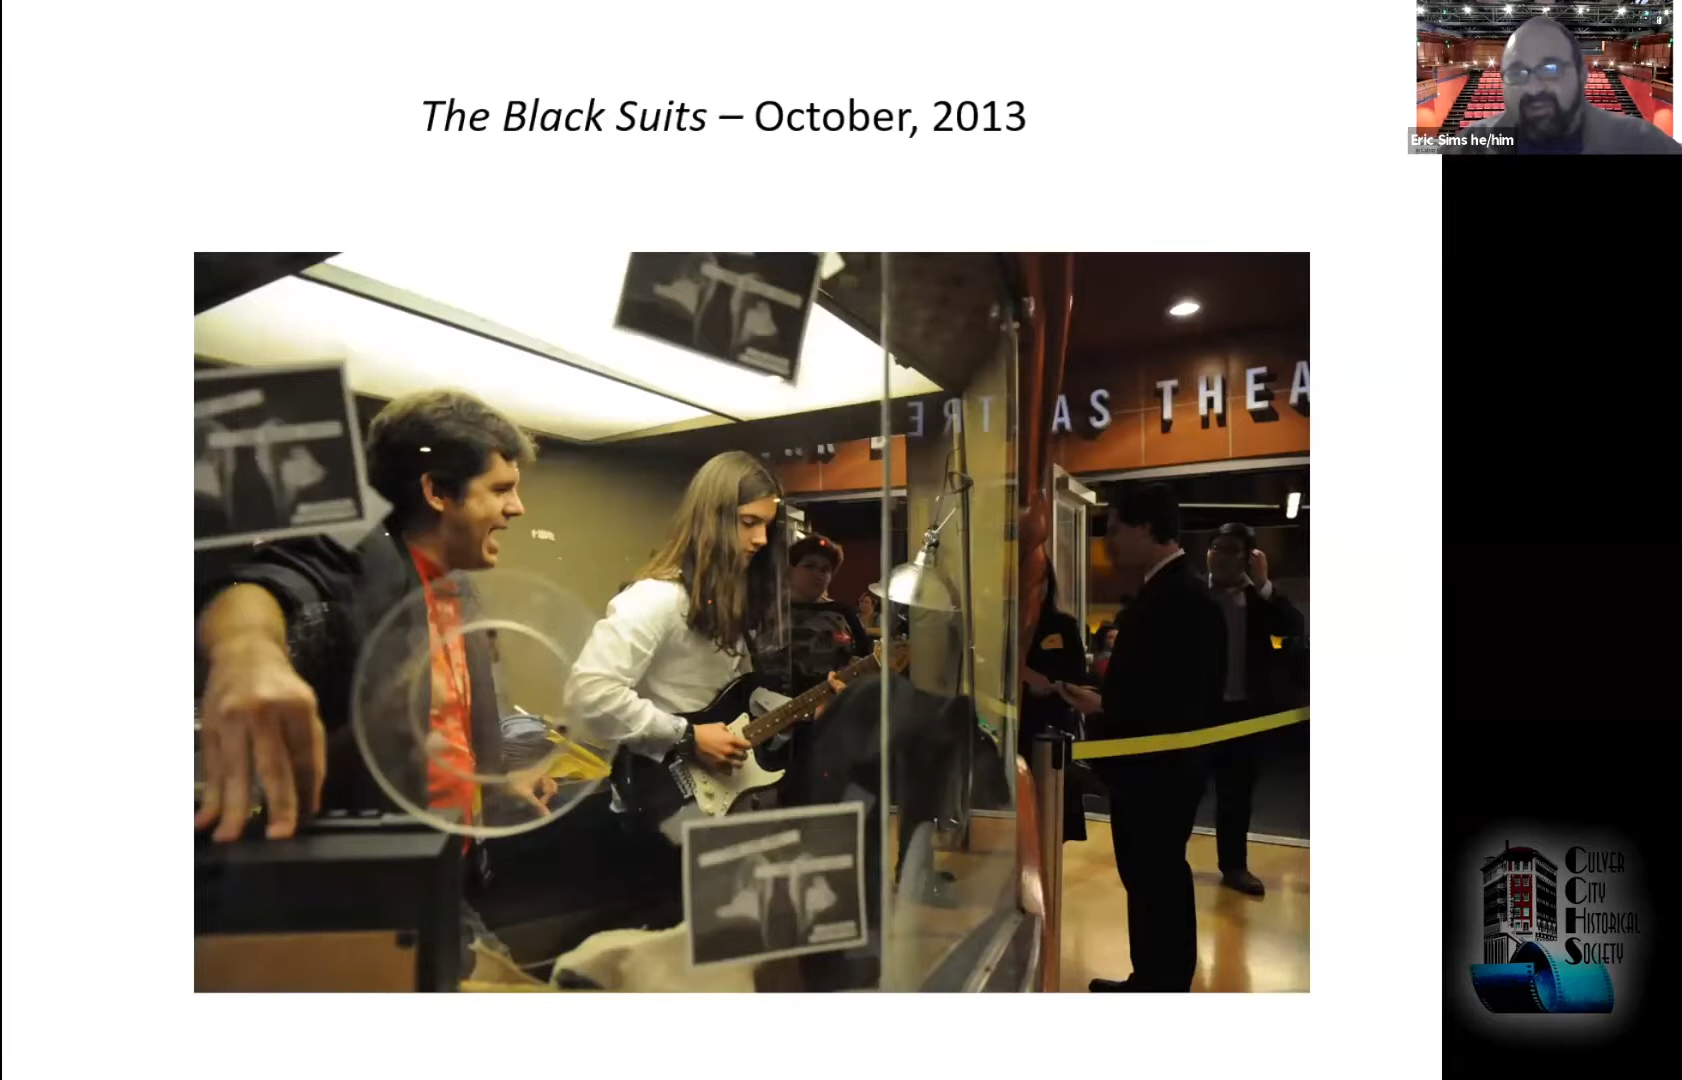 The Black Suits – October, 2013
Eric Sims he/him
AS THEA
CULVER
CITY
HISTORICAL
SOCIETY